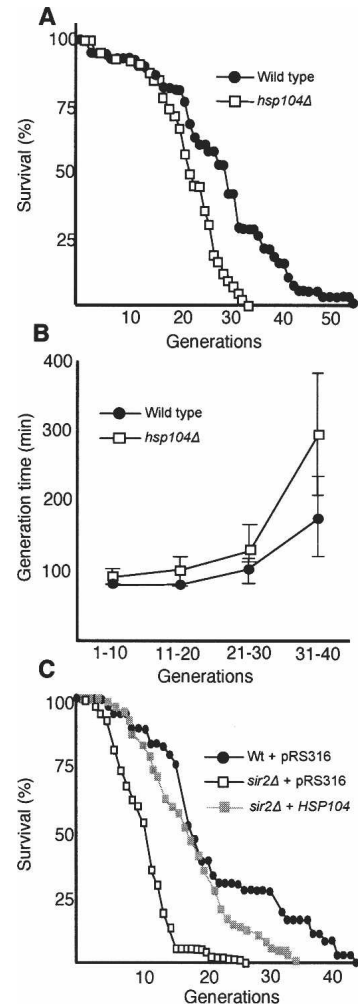 A
100
75
50
25
Survival (%)
Wild type
hsp104Δ
10 20 30 40 50
Generations
B
400
300
200
100
Generation time (min)
Wild type
hsp104Δ
1-10 11-20 21-30 31-40
Generations
C
100
75
50
25
Survival (%)
Wt + pRS316
sir2Δ + pRS316
sir2Δ + HSP104
10 20 30 40
Generations